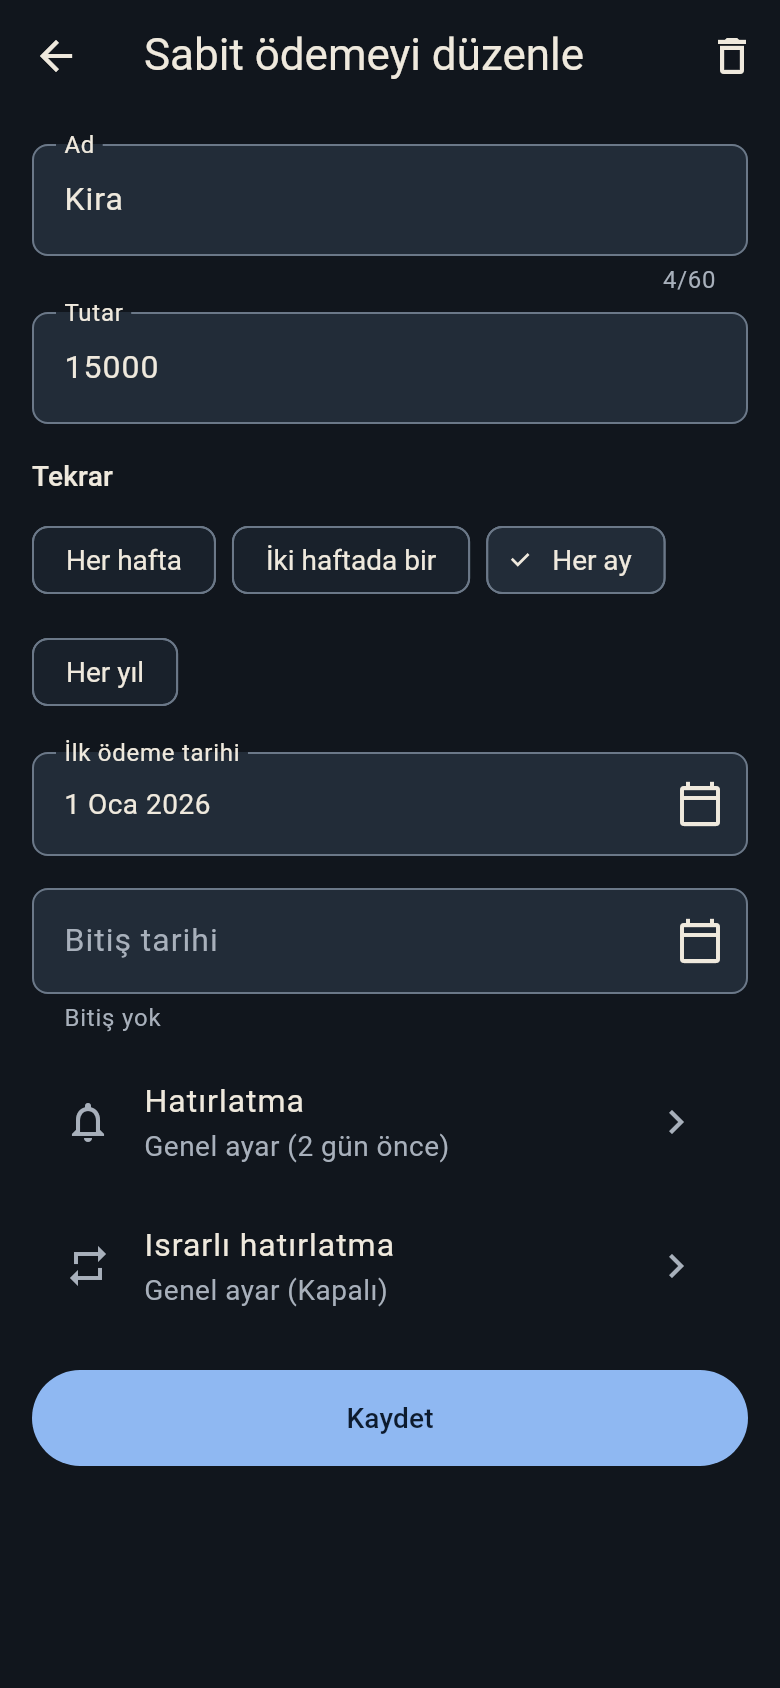 Sabit ödemeyi düzenle
Ad
Kira
4/60
Tutar
15000
Tekrar
Her hafta
İki haftada bir
Her ay
Her yıl
İlk ödeme tarihi
1 Oca 2026
Bitiş tarihi
Bitiş yok
Hatırlatma
Genel ayar (2 gün önce)
Israrlı hatırlatma
Genel ayar (Kapalı)
Kaydet